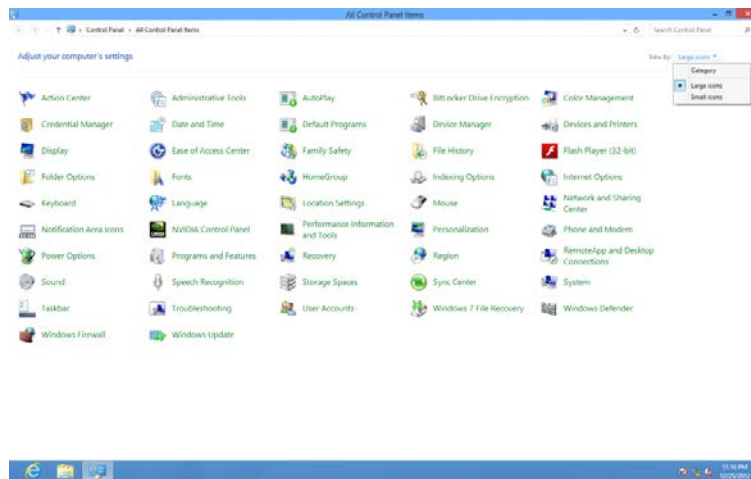 All Control Panel Items
Control Panel › All Control Panel Items
Search Control Panel
Adjust your computer's settings
View by: Large icons
Category
Large icons
Small icons
Action Center
Administrative Tools
AutoPlay
BitLocker Drive Encryption
Color Management
Credential Manager
Date and Time
Default Programs
Device Manager
Devices and Printers
Display
Ease of Access Center
Family Safety
File History
Flash Player (32-bit)
Folder Options
Fonts
HomeGroup
Indexing Options
Internet Options
Keyboard
Language
Location Settings
Mouse
Network and Sharing
Center
Notification Area Icons
NVIDIA Control Panel
Performance Information
and Tools
Personalization
Phone and Modem
Power Options
Programs and Features
Recovery
Region
RemoteApp and Desktop
Connections
Sound
Speech Recognition
Storage Spaces
Sync Center
System
Taskbar
Troubleshooting
User Accounts
Windows 7 File Recovery
Windows Defender
Windows Firewall
Windows Update
11:16 PM
12/25/2012